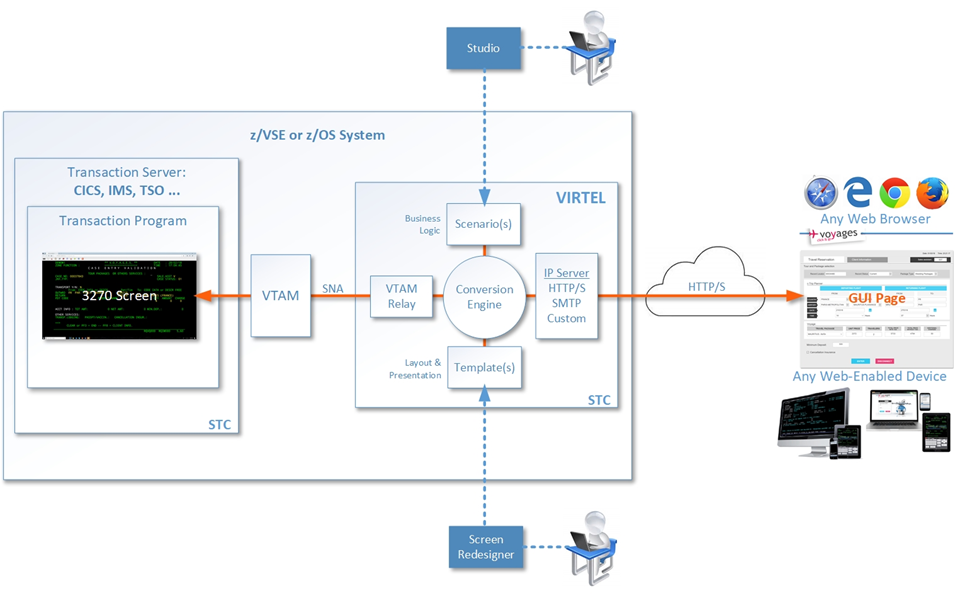 Studio
z/VSE or z/OS System
Transaction Server:
CICS, IMS, TSO ...
Transaction Program
3270 Screen
STC
VTAM
SNA
VIRTEL
Business
Logic
Scenario(s)
VTAM
Relay
Conversion
Engine
IP Server
HTTP/S
SMTP
Custom
Layout &
Presentation
Template(s)
STC
HTTP/S
Any Web Browser
voyages
Travel Reservation
GUI Page
Any Web-Enabled Device
Screen
Redesigner